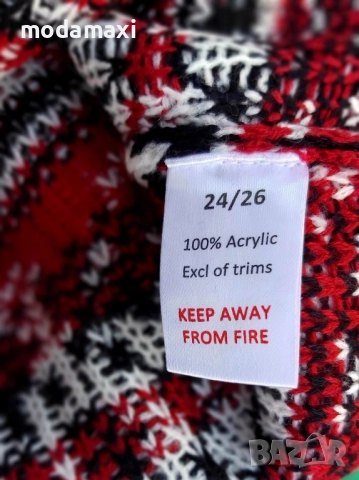 modamaxi
24/26
100% Acrylic
Excl of trims
KEEP AWAY
FROM FIRE
BAZAR